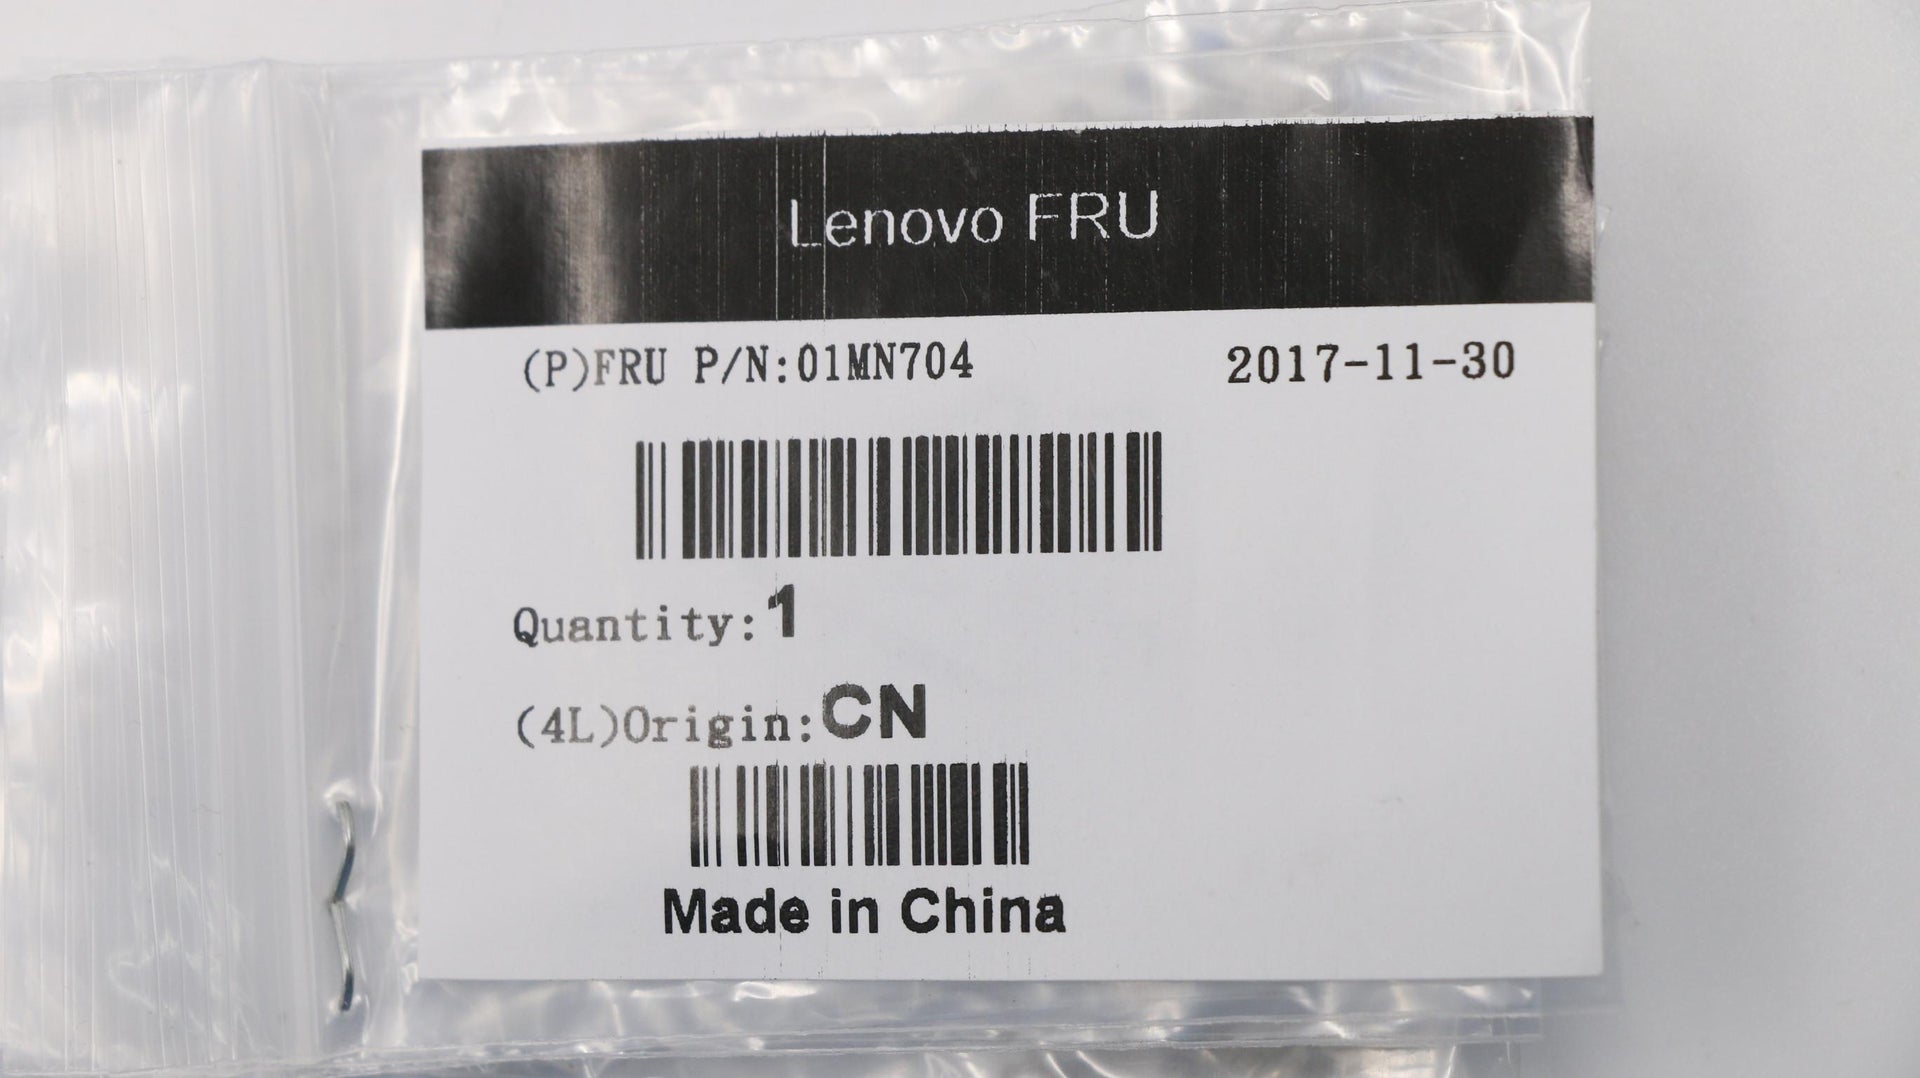 Lenovo FRU
(P)FRU P/N:01MN704 2017-11-30
Quantity:1
(4L)Origin:CN
Made in China